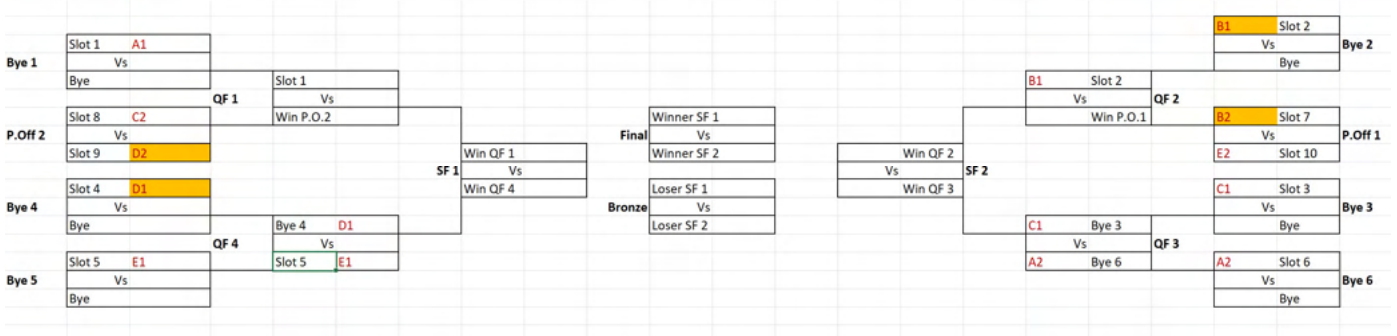 B1 Slot 2
Slot 1 A1 Vs Bye 2
Bye 1 Vs Bye
Bye Slot 1 B1 Slot 2
QF 1 Vs Vs QF 2
Slot 8 C2 Win P.O.2 Winner SF 1 Win P.O.1 B2 Slot 7
P.Off 2 Vs Final Vs Vs P.Off 1
Slot 9 D2 Win QF 1 Winner SF 2 Win QF 2 E2 Slot 10
SF 1 Vs Vs SF 2
Slot 4 D1 Win QF 4 Loser SF 1 Win QF 3 C1 Slot 3
Bye 4 Vs Bronze Vs Vs Bye 3
Bye Bye 4 D1 Loser SF 2 C1 Bye 3 Bye
QF 4 Vs Vs QF 3
Slot 5 E1 Slot 5 E1 A2 Bye 6 A2 Slot 6
Bye 5 Vs Vs Bye 6
Bye Bye